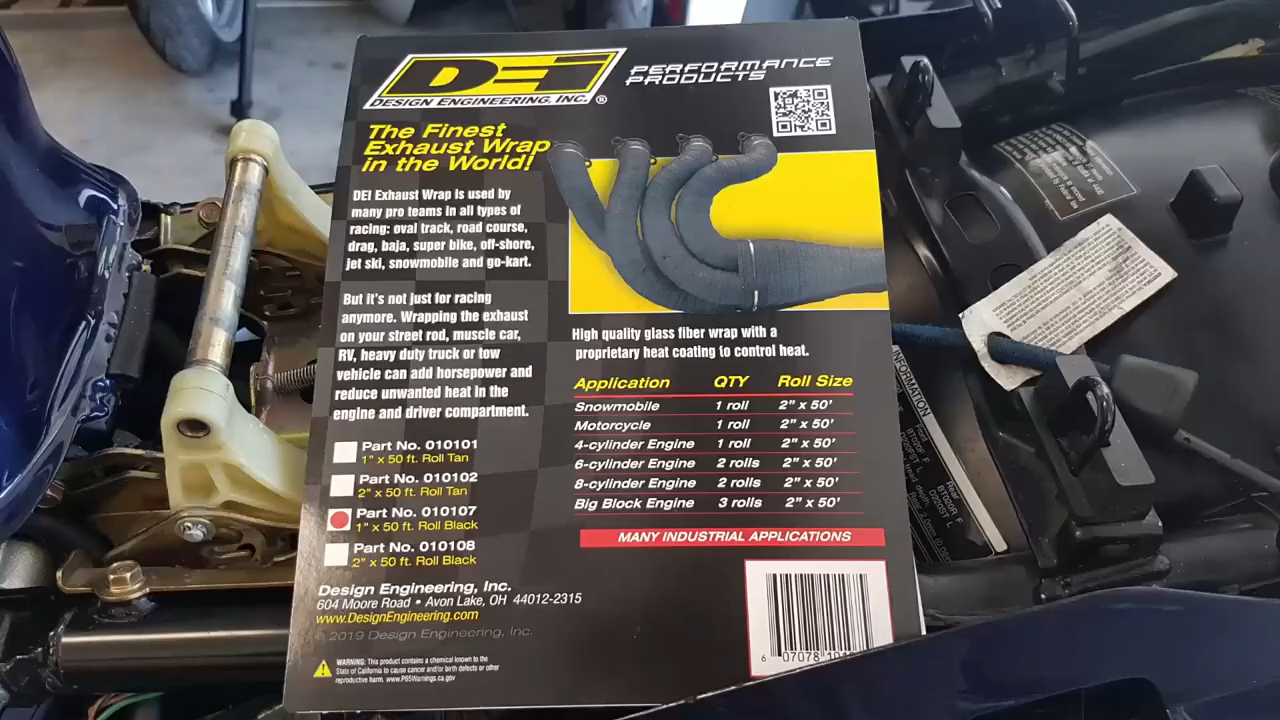 DEI
DESIGN ENGINEERING, INC.®
PERFORMANCE
PRODUCTS
The Finest
Exhaust Wrap
in the World!
DEI Exhaust Wrap is used by
many pro teams in all types of
racing: oval track, road course,
drag, baja, super bike, off-shore,
jet ski, snowmobile and go-kart.
But it's not just for racing
anymore. Wrapping the exhaust
on your street rod, muscle car,
RV, heavy duty truck or tow
vehicle can add horsepower and
reduce unwanted heat in the
engine and driver compartment.
High quality glass fiber wrap with a
proprietary heat coating to control heat.
Application QTY Roll Size
Snowmobile 1 roll 2" x 50'
Motorcycle 1 roll 2" x 50'
4-cylinder Engine 1 roll 2" x 50'
6-cylinder Engine 2 rolls 2" x 50'
8-cylinder Engine 2 rolls 2" x 50'
Big Block Engine 3 rolls 2" x 50'
MANY INDUSTRIAL APPLICATIONS
Part No. 010101
1" x 50 ft. Roll Tan
Part No. 010102
2" x 50 ft. Roll Tan
Part No. 010107
1" x 50 ft. Roll Black
Part No. 010108
2" x 50 ft. Roll Black
Design Engineering, Inc.
604 Moore Road • Avon Lake, OH 44012-2315
www.DesignEngineering.com
© 2019 Design Engineering, Inc.
WARNING: This product contains a chemical known to the
State of California to cause cancer and/or birth defects or other
reproductive harm. www.P65Warnings.ca.gov
6 07078
INFORMATION
Front
BT020F F
Rear
BT020R F